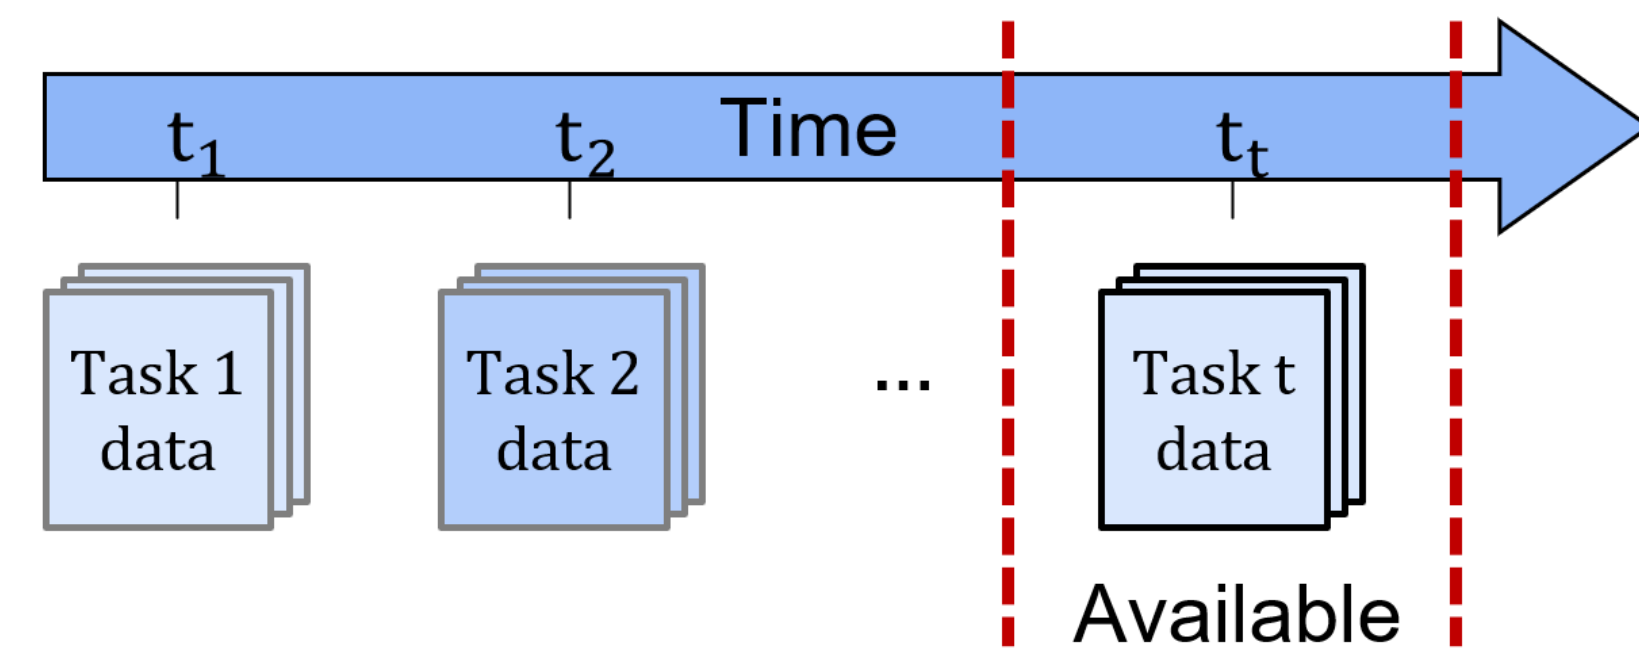 t₁ t₂ Time tₜ
Task 1 data
Task 2 data
...
Task t data
Available